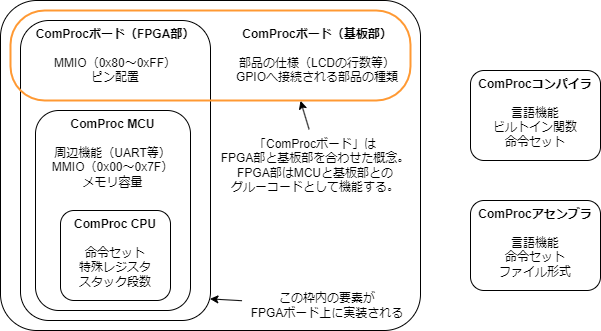 ComProcボード（FPGA部）
MMIO（0x80～0xFF）
ピン配置
ComProcボード（基板部）
部品の仕様（LCDの行数等）
GPIOへ接続される部品の種類
ComProc MCU
周辺機能（UART等）
MMIO（0x00～0x7F）
メモリ容量
ComProc CPU
命令セット
特殊レジスタ
スタック段数
「ComProcボード」は
FPGA部と基板部を合わせた概念。
FPGA部はMCUと基板部との
グルーコードとして機能する。
この枠内の要素が
FPGAボード上に実装される
ComProcコンパイラ
言語機能
ビルトイン関数
命令セット
ComProcアセンブラ
言語機能
命令セット
ファイル形式